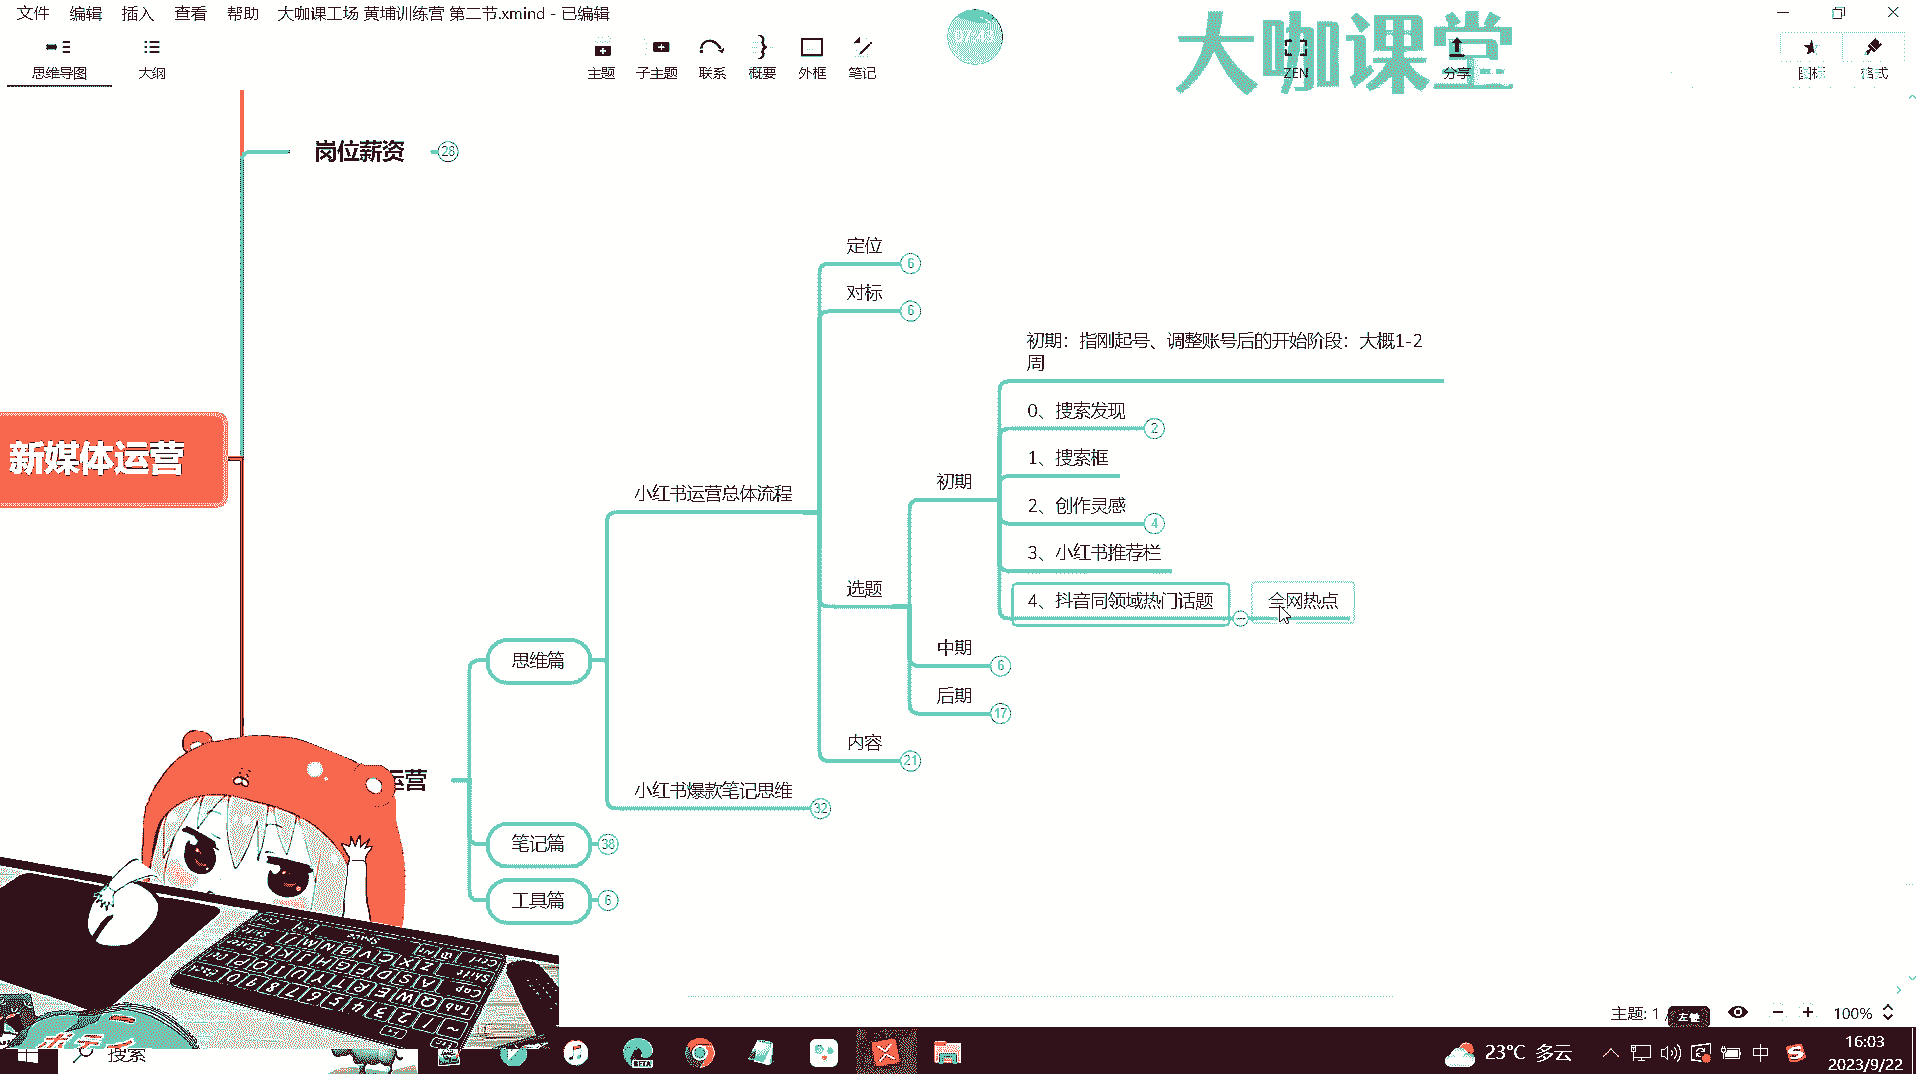 文件 编辑 插入 查看 帮助 大咖课工场 黄埔训练营 第二节.xmind - 已编辑
思维导图 大纲 主题 子主题 联系 概要 外框 笔记 ZEN 分享 图标 格式
大咖课堂
岗位薪资 28
定位 6
对标 6
初期：指刚起号、调整账号后的开始阶段：大概1-2
周
0、搜索发现 2
1、搜索框
新媒体运营
初期
小红书运营总体流程
2、创作灵感 4
3、小红书推荐栏
选题
4、抖音同领域热门话题 全网热点
中期 6
思维篇
后期 17
内容 21
运营
小红书爆款笔记思维 32
笔记篇 38
工具篇 6
主题: 1 / 左键 100%
搜索
BETA
23°C 多云 中
16:03
2023/9/22